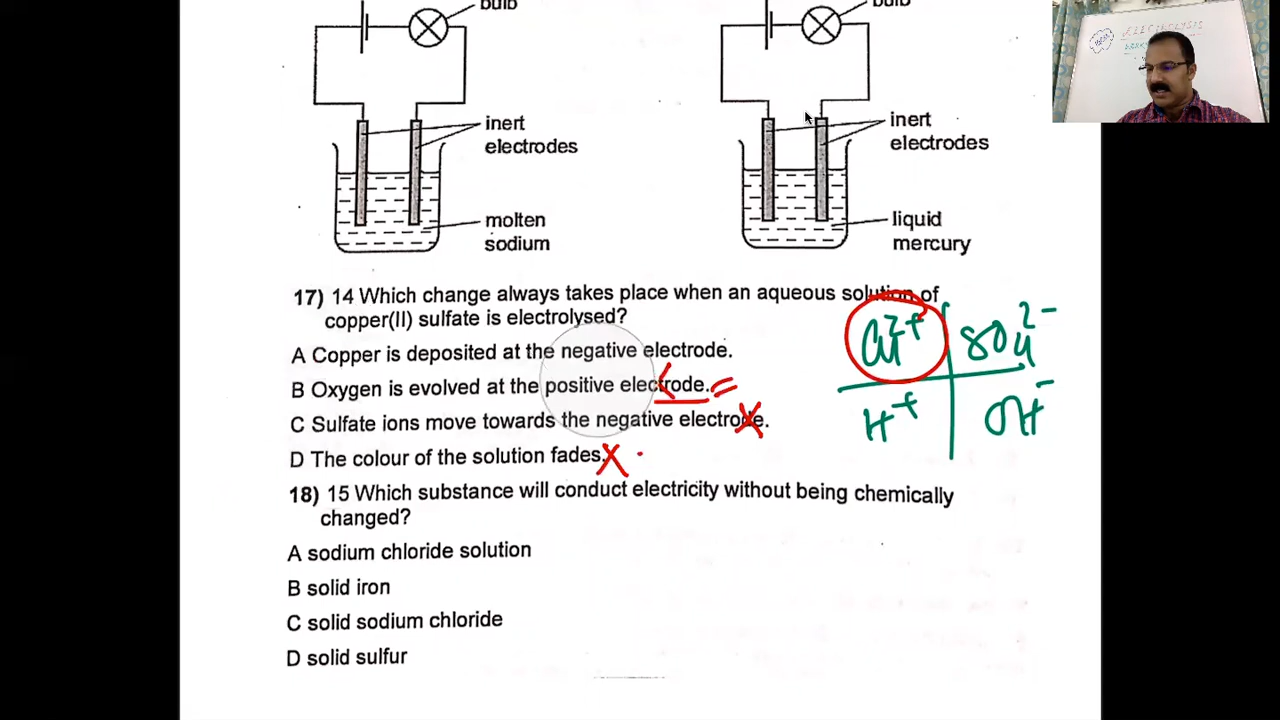 bulb
bulb
inert
electrodes
inert
electrodes
molten
sodium
liquid
mercury
17) 14 Which change always takes place when an aqueous solution of
copper(II) sulfate is electrolysed?
A Copper is deposited at the negative electrode.
B Oxygen is evolved at the positive electrode.
C Sulfate ions move towards the negative electrode.
D The colour of the solution fades.
Cu2+ SO4 2-
H+ OH-
18) 15 Which substance will conduct electricity without being chemically
changed?
A sodium chloride solution
B solid iron
C solid sodium chloride
D solid sulfur
ELECTROLYSIS